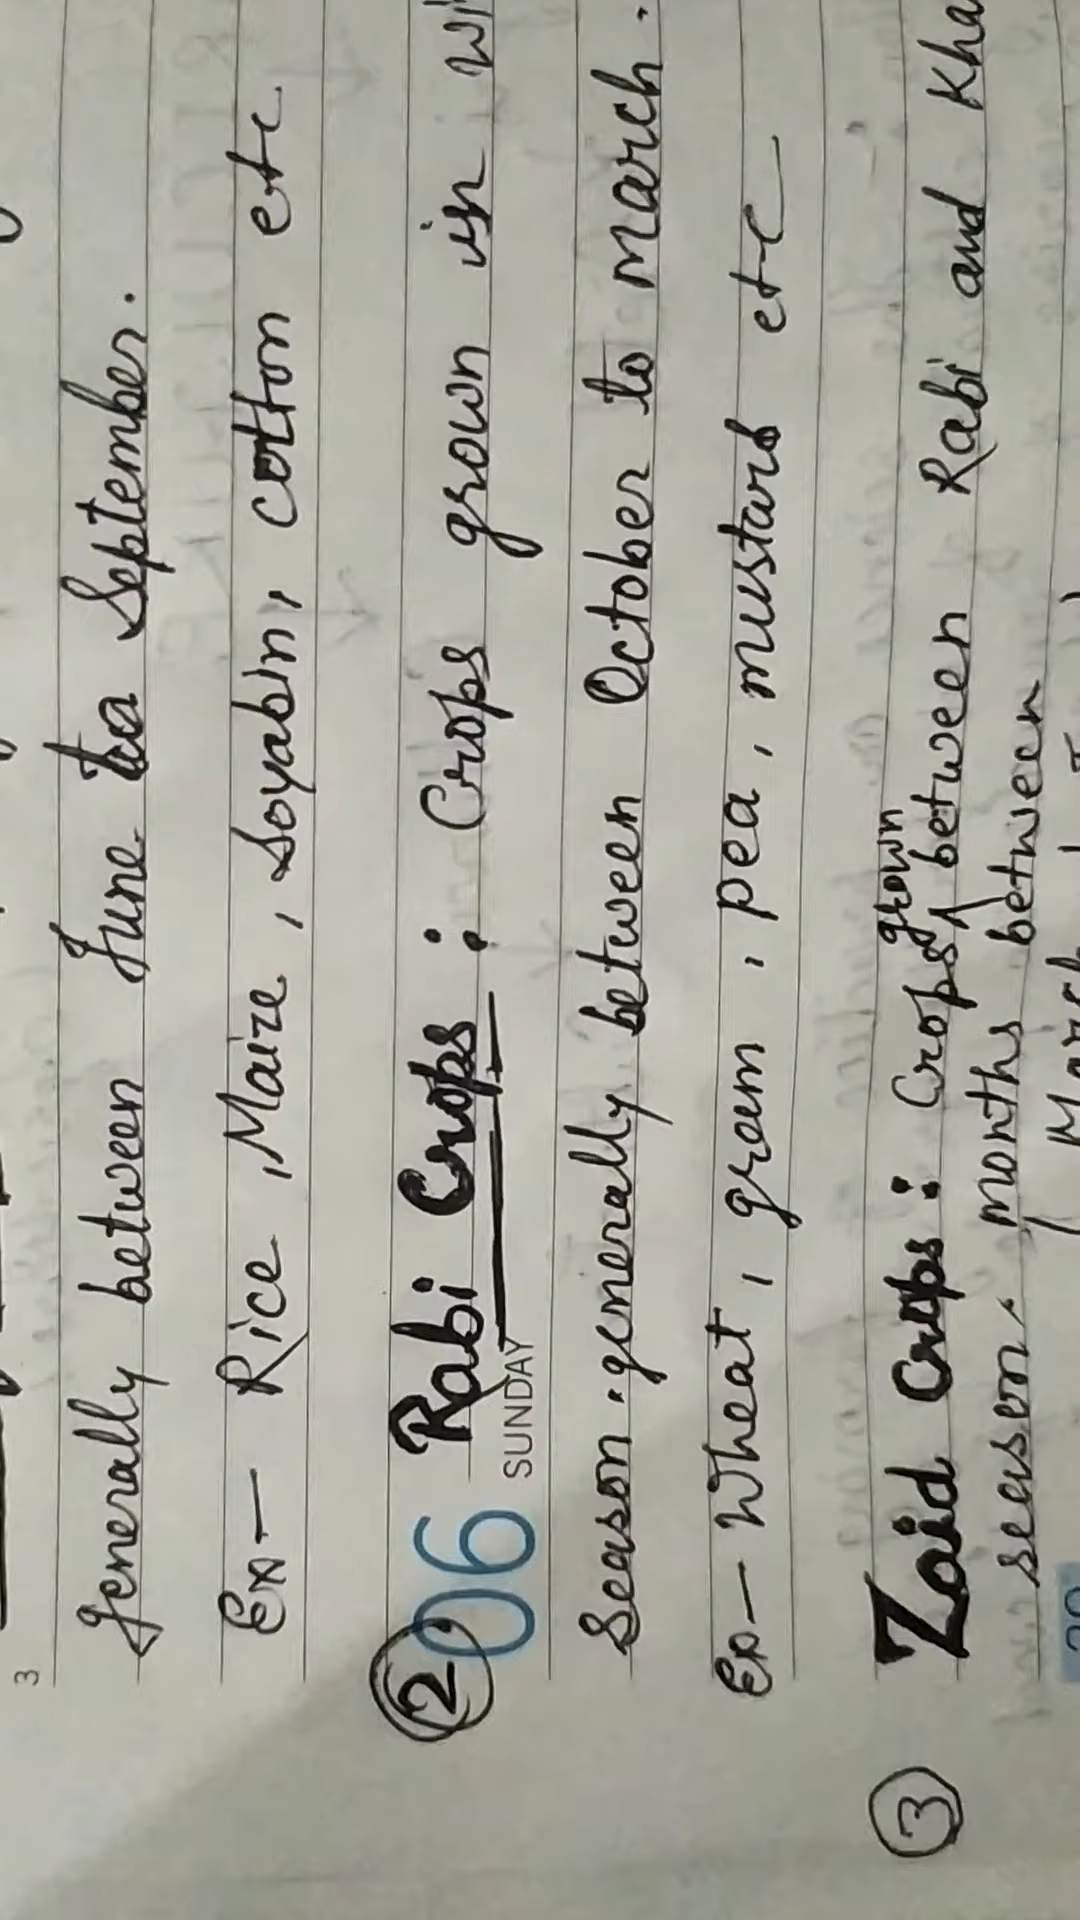 3
generally between June to September.
Ex— Rice, Maize, Soyabin, cotton etc
② Rabi Crops : Crops grown in
06 SUNDAY
season generally between October to march.
Ex— Wheat, gram, pea, mustard etc
grown
③ Zaid Crops : Crops ^ between Rabi and Kha
season. months between